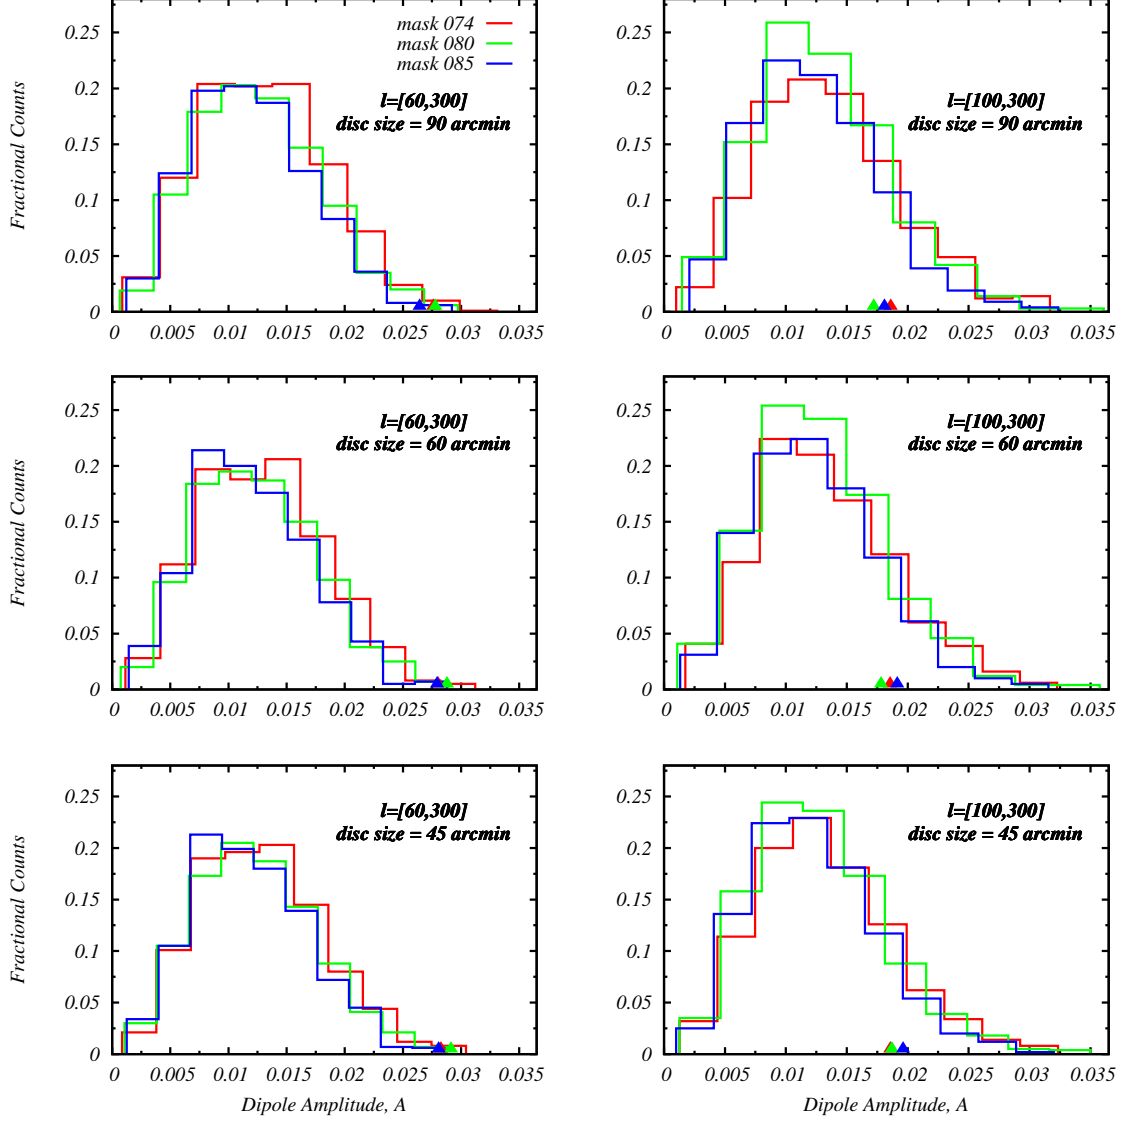 mask 074
mask 080
mask 085
l=[60,300]
disc size = 90 arcmin
Fractional Counts
0.25
0.2
0.15
0.1
0.05
0
0 0.005 0.01 0.015 0.02 0.025 0.03 0.035
l=[100,300]
disc size = 90 arcmin
0.25
0.2
0.15
0.1
0.05
0
0 0.005 0.01 0.015 0.02 0.025 0.03 0.035
l=[60,300]
disc size = 60 arcmin
Fractional Counts
0.25
0.2
0.15
0.1
0.05
0
0 0.005 0.01 0.015 0.02 0.025 0.03 0.035
l=[100,300]
disc size = 60 arcmin
0.25
0.2
0.15
0.1
0.05
0
0 0.005 0.01 0.015 0.02 0.025 0.03 0.035
l=[60,300]
disc size = 45 arcmin
Fractional Counts
0.25
0.2
0.15
0.1
0.05
0
0 0.005 0.01 0.015 0.02 0.025 0.03 0.035
Dipole Amplitude, A
l=[100,300]
disc size = 45 arcmin
0.25
0.2
0.15
0.1
0.05
0
0 0.005 0.01 0.015 0.02 0.025 0.03 0.035
Dipole Amplitude, A